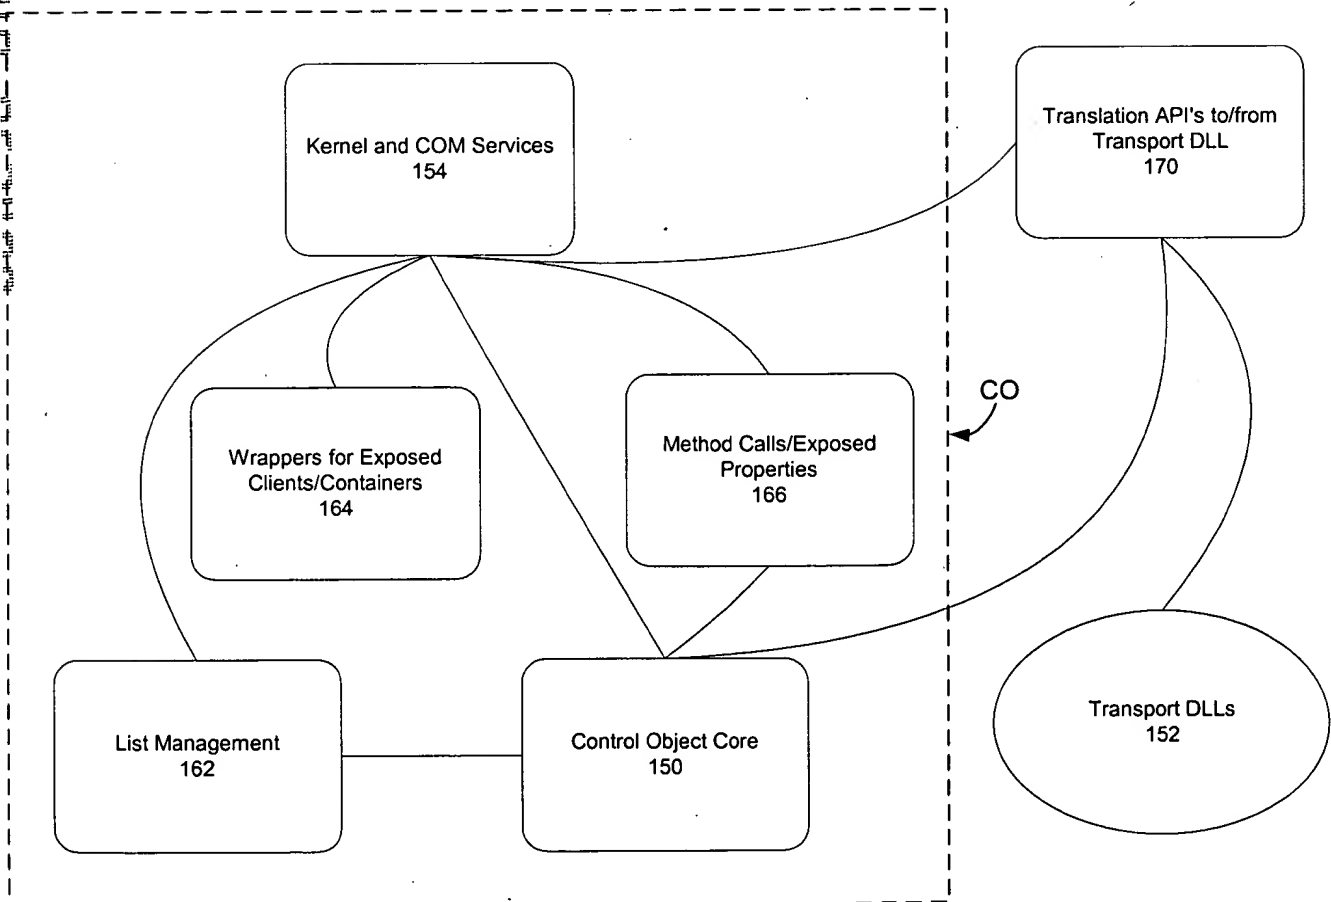 Kernel and COM Services
154
Translation API's to/from
Transport DLL
170
CO
Wrappers for Exposed
Clients/Containers
164
Method Calls/Exposed
Properties
166
List Management
162
Control Object Core
150
Transport DLLs
152